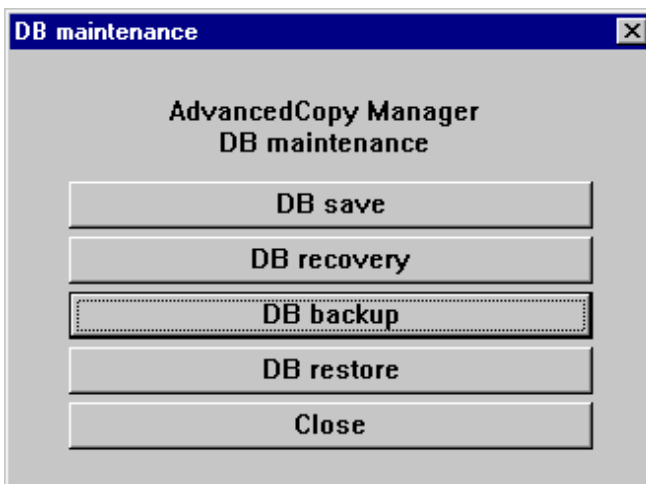 DB maintenance
AdvancedCopy Manager
DB maintenance
DB save
DB recovery
DB backup
DB restore
Close